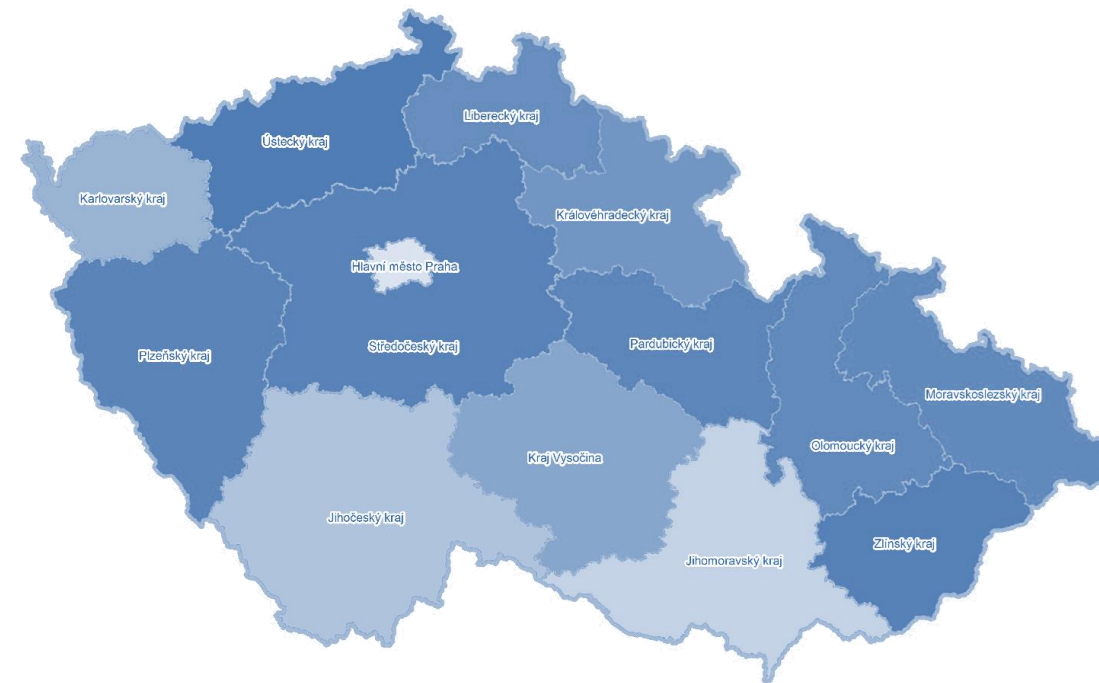 Liberecký kraj
Ústecký kraj
Karlovarský kraj
Královéhradecký kraj
Hlavní město Praha
Pardubický kraj
Středočeský kraj
Plzeňský kraj
Moravskoslezský kraj
Olomoucký kraj
Kraj Vysočina
Jihočeský kraj
Zlínský kraj
Jihomoravský kraj